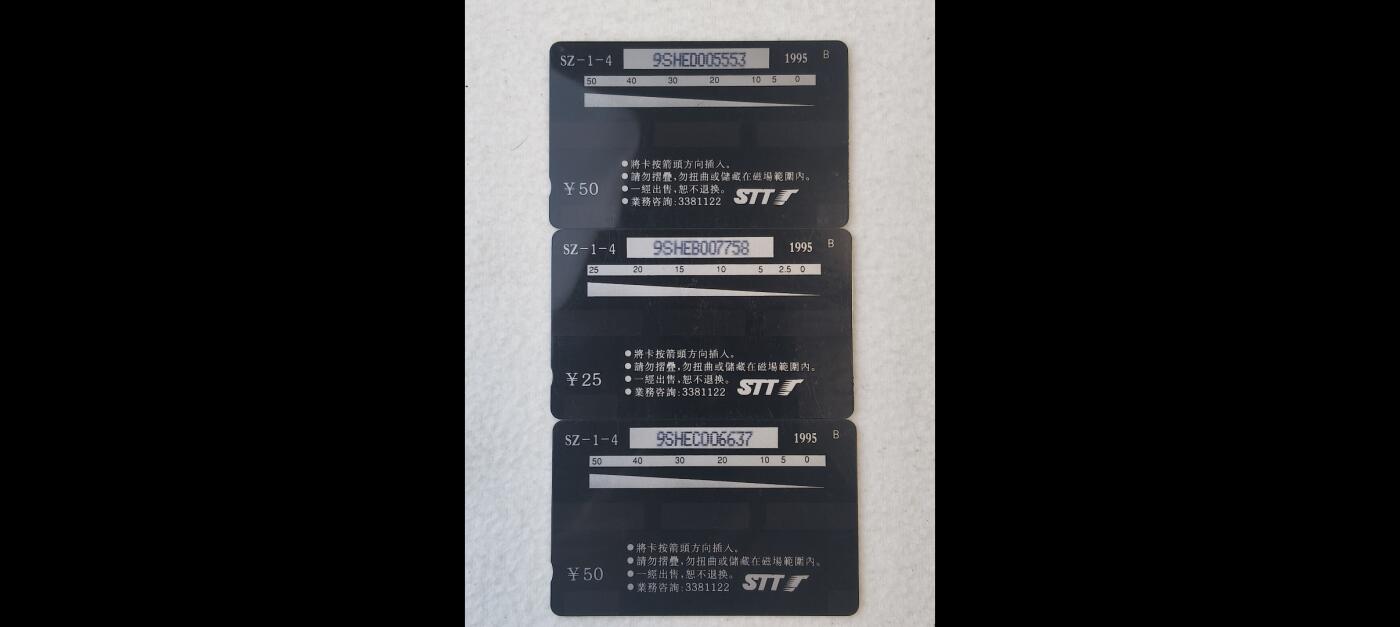 SZ-1-4 9SHED005553 1995 B
50 40 30 20 10 5 0
●將卡按箭頭方向插入。
●請勿摺疊,勿扭曲或儲藏在磁場範圍內。
●一經出售,恕不退換。
¥50
●業務咨詢:3381122
STT
SZ-1-4 9SHEB007758 1995 B
25 20 15 10 5 2.5 0
●將卡按箭頭方向插入。
●請勿摺疊,勿扭曲或儲藏在磁場範圍內。
●一經出售,恕不退換。
¥25
●業務咨詢:3381122
STT
SZ-1-4 9SHEC006637 1995 B
50 40 30 20 10 5 0
●將卡按箭頭方向插入。
●請勿摺疊,勿扭曲或儲藏在磁場範圍內。
●一經出售,恕不退換。
¥50
●業務咨詢:3381122
STT